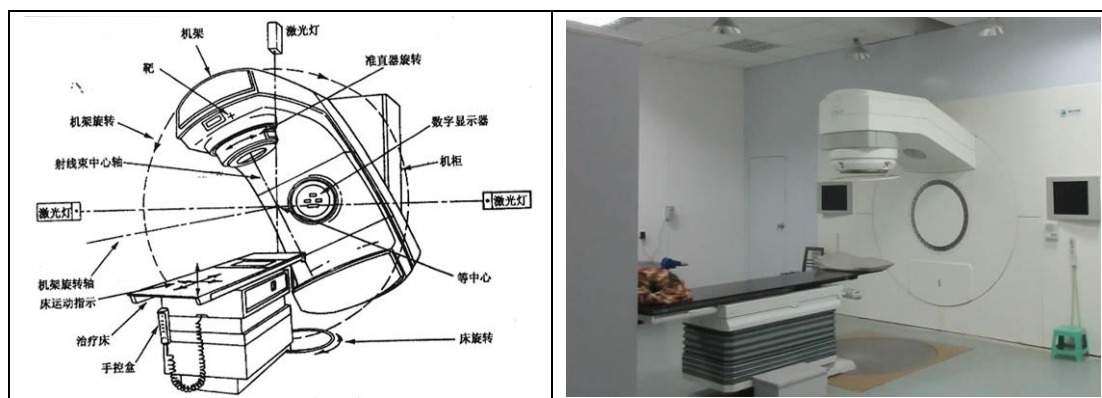 机架
激光灯
靶
准直器旋转
机架旋转
数字显示器
射线束中心轴
机柜
激光灯
激光灯
机架旋转轴
床运动指示
等中心
治疗床
手控盒
床旋转